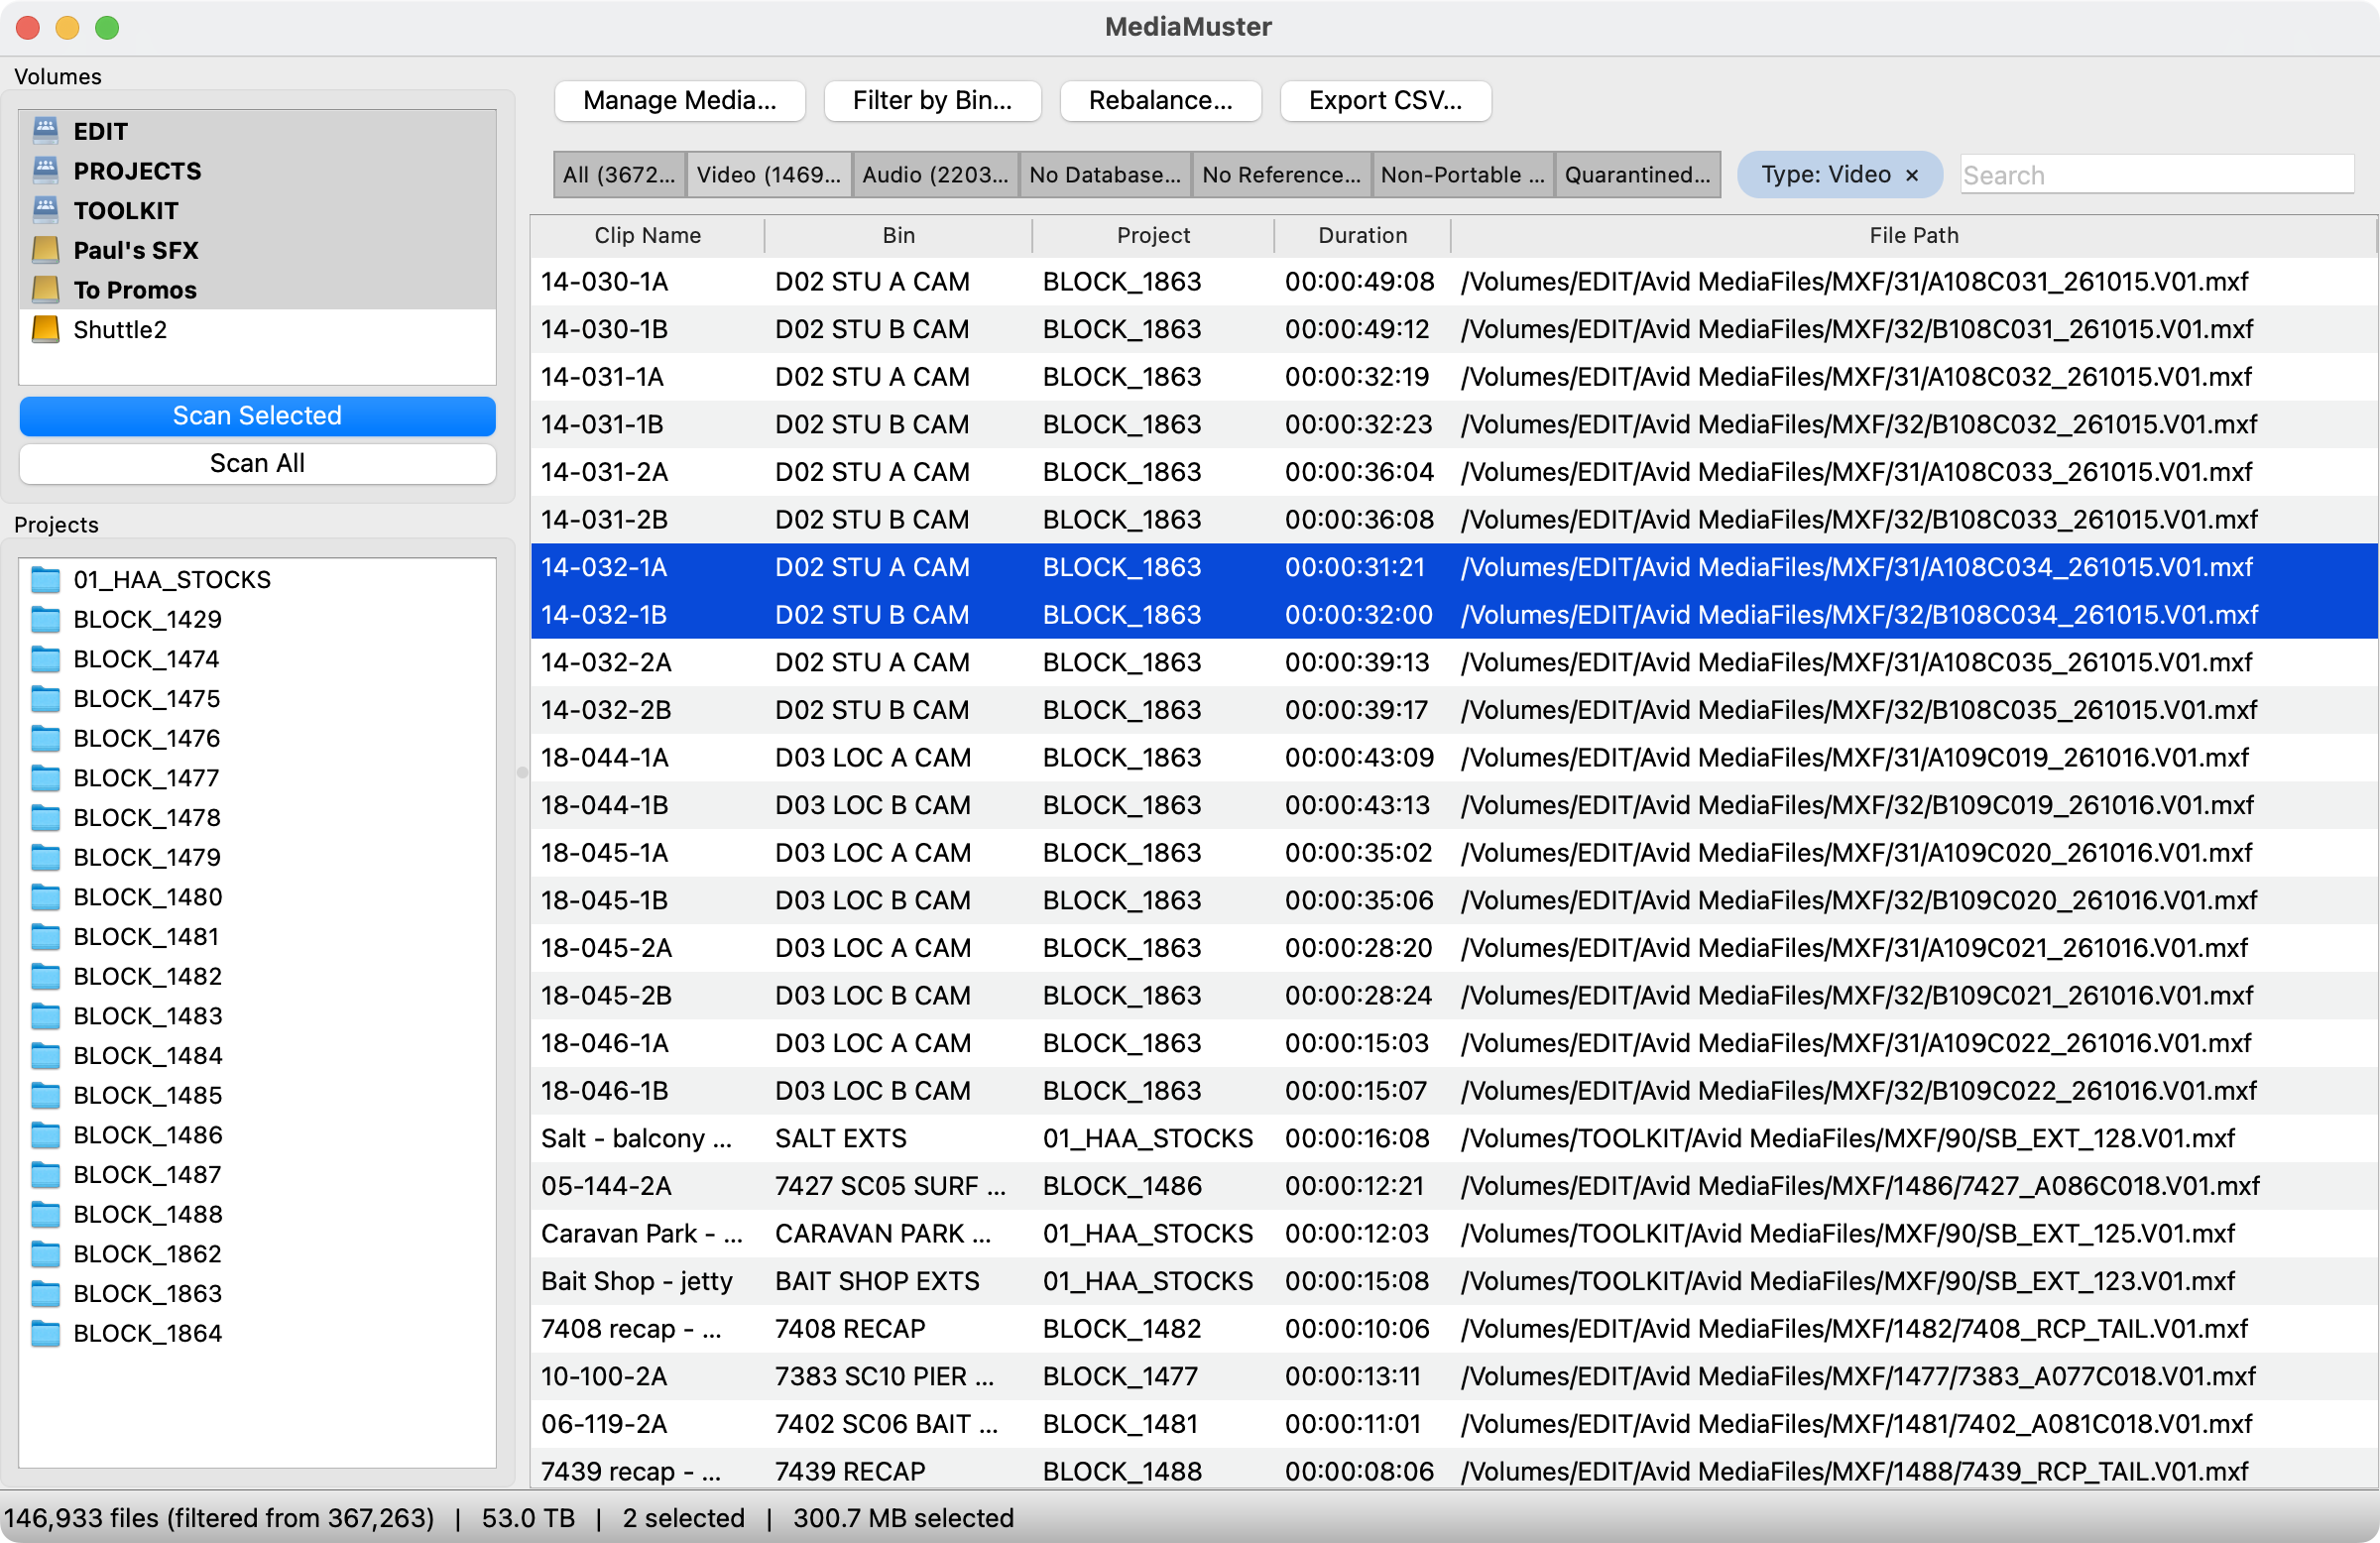 MediaMuster
Volumes
EDIT
PROJECTS
TOOLKIT
Paul's SFX
To Promos
Shuttle2
Scan Selected
Scan All
Projects
01_HAA_STOCKS
BLOCK_1429
BLOCK_1474
BLOCK_1475
BLOCK_1476
BLOCK_1477
BLOCK_1478
BLOCK_1479
BLOCK_1480
BLOCK_1481
BLOCK_1482
BLOCK_1483
BLOCK_1484
BLOCK_1485
BLOCK_1486
BLOCK_1487
BLOCK_1488
BLOCK_1862
BLOCK_1863
BLOCK_1864
Manage Media... Filter by Bin... Rebalance... Export CSV...
All (3672... Video (1469... Audio (2203... No Database... No Reference... Non-Portable ... Quarantined... Type: Video × Search
Clip Name Bin Project Duration File Path
14-030-1A D02 STU A CAM BLOCK_1863 00:00:49:08 /Volumes/EDIT/Avid MediaFiles/MXF/31/A108C031_261015.V01.mxf
14-030-1B D02 STU B CAM BLOCK_1863 00:00:49:12 /Volumes/EDIT/Avid MediaFiles/MXF/32/B108C031_261015.V01.mxf
14-031-1A D02 STU A CAM BLOCK_1863 00:00:32:19 /Volumes/EDIT/Avid MediaFiles/MXF/31/A108C032_261015.V01.mxf
14-031-1B D02 STU B CAM BLOCK_1863 00:00:32:23 /Volumes/EDIT/Avid MediaFiles/MXF/32/B108C032_261015.V01.mxf
14-031-2A D02 STU A CAM BLOCK_1863 00:00:36:04 /Volumes/EDIT/Avid MediaFiles/MXF/31/A108C033_261015.V01.mxf
14-031-2B D02 STU B CAM BLOCK_1863 00:00:36:08 /Volumes/EDIT/Avid MediaFiles/MXF/32/B108C033_261015.V01.mxf
14-032-1A D02 STU A CAM BLOCK_1863 00:00:31:21 /Volumes/EDIT/Avid MediaFiles/MXF/31/A108C034_261015.V01.mxf
14-032-1B D02 STU B CAM BLOCK_1863 00:00:32:00 /Volumes/EDIT/Avid MediaFiles/MXF/32/B108C034_261015.V01.mxf
14-032-2A D02 STU A CAM BLOCK_1863 00:00:39:13 /Volumes/EDIT/Avid MediaFiles/MXF/31/A108C035_261015.V01.mxf
14-032-2B D02 STU B CAM BLOCK_1863 00:00:39:17 /Volumes/EDIT/Avid MediaFiles/MXF/32/B108C035_261015.V01.mxf
18-044-1A D03 LOC A CAM BLOCK_1863 00:00:43:09 /Volumes/EDIT/Avid MediaFiles/MXF/31/A109C019_261016.V01.mxf
18-044-1B D03 LOC B CAM BLOCK_1863 00:00:43:13 /Volumes/EDIT/Avid MediaFiles/MXF/32/B109C019_261016.V01.mxf
18-045-1A D03 LOC A CAM BLOCK_1863 00:00:35:02 /Volumes/EDIT/Avid MediaFiles/MXF/31/A109C020_261016.V01.mxf
18-045-1B D03 LOC B CAM BLOCK_1863 00:00:35:06 /Volumes/EDIT/Avid MediaFiles/MXF/32/B109C020_261016.V01.mxf
18-045-2A D03 LOC A CAM BLOCK_1863 00:00:28:20 /Volumes/EDIT/Avid MediaFiles/MXF/31/A109C021_261016.V01.mxf
18-045-2B D03 LOC B CAM BLOCK_1863 00:00:28:24 /Volumes/EDIT/Avid MediaFiles/MXF/32/B109C021_261016.V01.mxf
18-046-1A D03 LOC A CAM BLOCK_1863 00:00:15:03 /Volumes/EDIT/Avid MediaFiles/MXF/31/A109C022_261016.V01.mxf
18-046-1B D03 LOC B CAM BLOCK_1863 00:00:15:07 /Volumes/EDIT/Avid MediaFiles/MXF/32/B109C022_261016.V01.mxf
Salt - balcony ... SALT EXTS 01_HAA_STOCKS 00:00:16:08 /Volumes/TOOLKIT/Avid MediaFiles/MXF/90/SB_EXT_128.V01.mxf
05-144-2A 7427 SC05 SURF ... BLOCK_1486 00:00:12:21 /Volumes/EDIT/Avid MediaFiles/MXF/1486/7427_A086C018.V01.mxf
Caravan Park - ... CARAVAN PARK ... 01_HAA_STOCKS 00:00:12:03 /Volumes/TOOLKIT/Avid MediaFiles/MXF/90/SB_EXT_125.V01.mxf
Bait Shop - jetty BAIT SHOP EXTS 01_HAA_STOCKS 00:00:15:08 /Volumes/TOOLKIT/Avid MediaFiles/MXF/90/SB_EXT_123.V01.mxf
7408 recap - ... 7408 RECAP BLOCK_1482 00:00:10:06 /Volumes/EDIT/Avid MediaFiles/MXF/1482/7408_RCP_TAIL.V01.mxf
10-100-2A 7383 SC10 PIER ... BLOCK_1477 00:00:13:11 /Volumes/EDIT/Avid MediaFiles/MXF/1477/7383_A077C018.V01.mxf
06-119-2A 7402 SC06 BAIT ... BLOCK_1481 00:00:11:01 /Volumes/EDIT/Avid MediaFiles/MXF/1481/7402_A081C018.V01.mxf
7439 recap - ... 7439 RECAP BLOCK_1488 00:00:08:06 /Volumes/EDIT/Avid MediaFiles/MXF/1488/7439_RCP_TAIL.V01.mxf
146,933 files (filtered from 367,263) | 53.0 TB | 2 selected | 300.7 MB selected